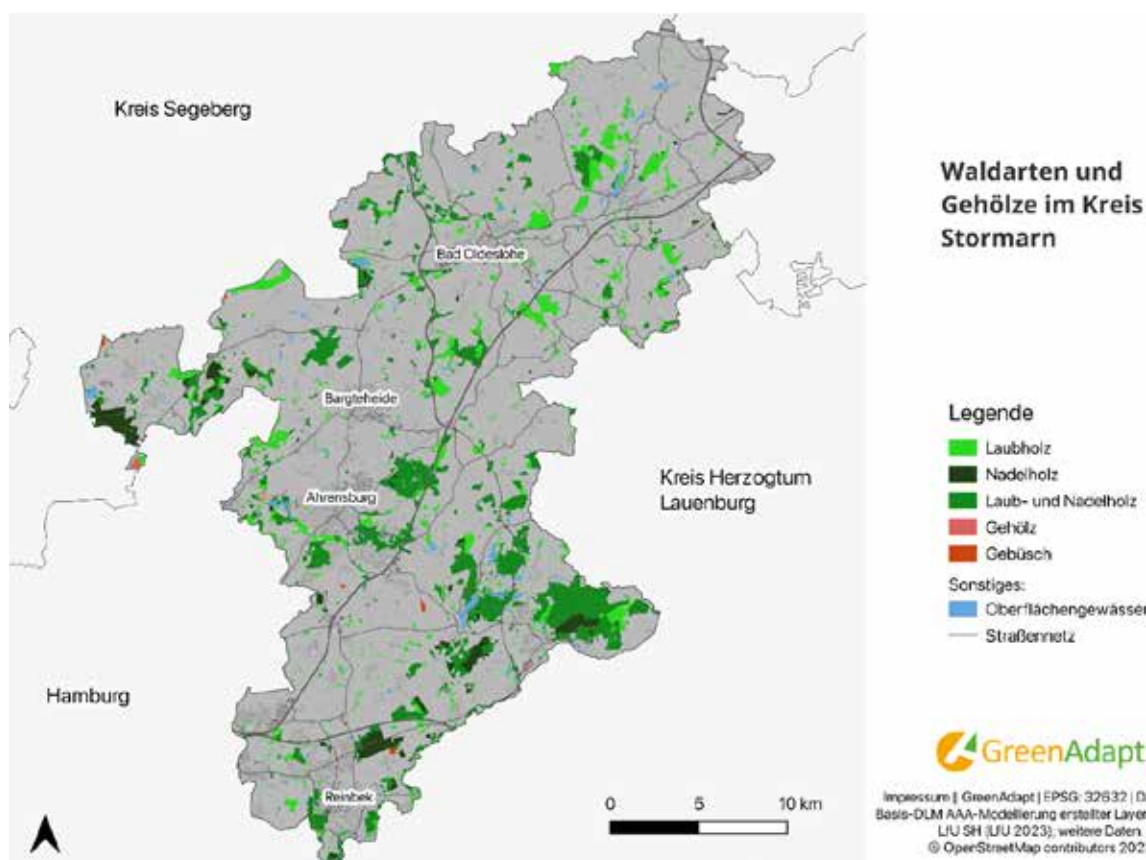 Kreis Segeberg
Waldarten und
Gehölze im Kreis
Stormarn
Bad Oldeslohe
Bargteheide
Legende
Laubholz
Nadelholz
Laub- und Nadelholz
Gehölz
Gebüsch
Sonstiges:
Oberflächengewässer
Straßennetz
Kreis Herzogtum
Lauenburg
Ahrensburg
Hamburg
Reinbek
0 5 10 km
GreenAdapt
Impressum || GreenAdapt | EPSG: 32632 | D
Basis-DLM AAA-Modellierung erstellter Layer
LfU SH (LfU 2023), weitere Daten:
© OpenStreetMap contributors 202